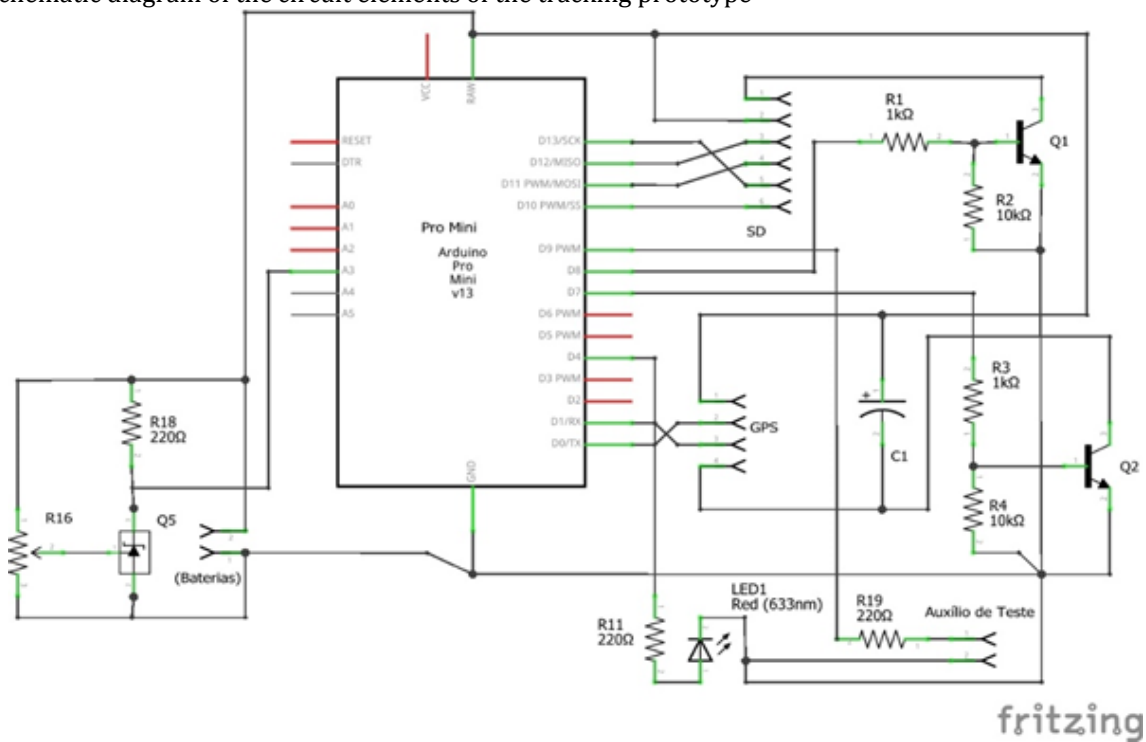 schematic diagram of the circuit elements of the tracking prototype
VCC
RAW
RESET
DTR
A0
A1
A2
A3
A4
A5
Pro Mini
Arduino
Pro
Mini
v13
D13/SCK
D12/MISO
D11 PWM/MOSI
D10 PWM/SS
D9 PWM
D8
D7
D6 PWM
D5 PWM
D4
D3 PWM
D2
D1/RX
D0/TX
GND
SD
R1
1kΩ
Q1
R2
10kΩ
GPS
C1
R3
1kΩ
Q2
R4
10kΩ
R18
220Ω
R16
Q5
(Baterias)
R11
220Ω
LED1
Red (633nm)
R19
220Ω
Auxílio de Teste
fritzing